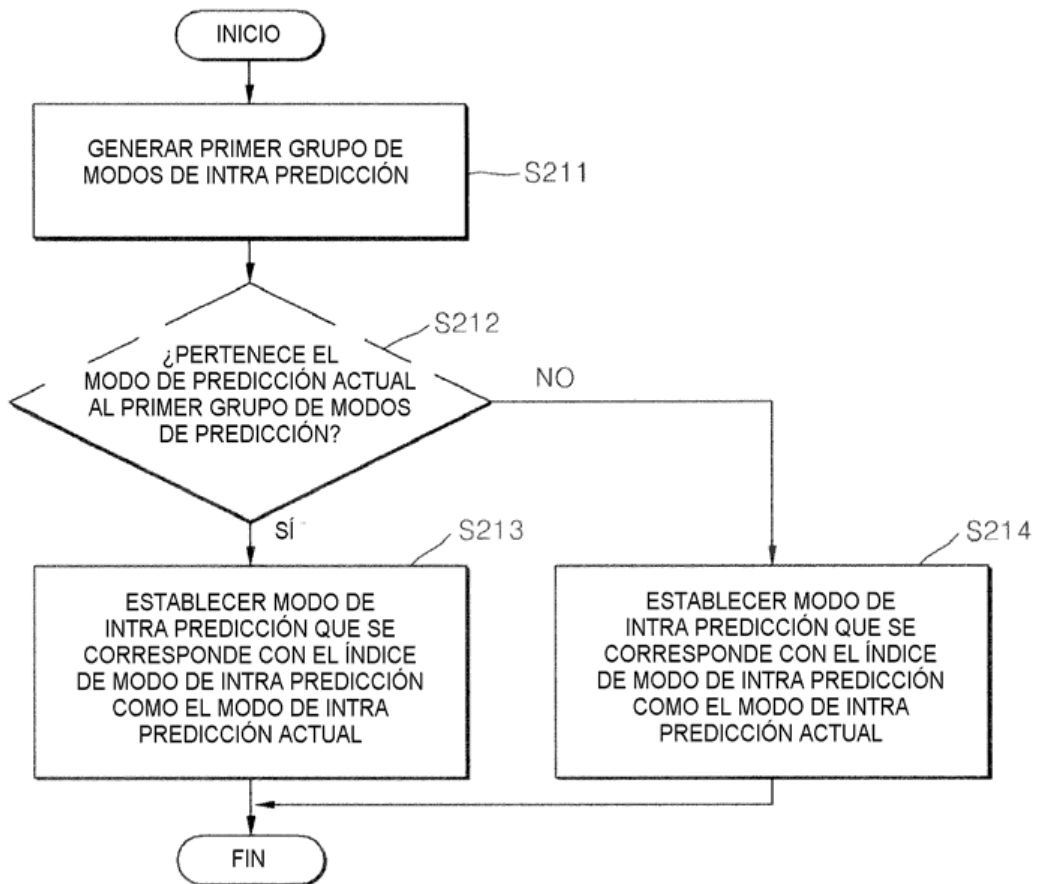 INICIO
GENERAR PRIMER GRUPO DE
MODOS DE INTRA PREDICCIÓN
S211
S212
¿PERTENECE EL
MODO DE PREDICCIÓN ACTUAL
AL PRIMER GRUPO DE MODOS
DE PREDICCIÓN?
NO
SÍ
S213
ESTABLECER MODO DE
INTRA PREDICCIÓN QUE SE
CORRESPONDE CON EL ÍNDICE
DE MODO DE INTRA PREDICCIÓN
COMO EL MODO DE INTRA
PREDICCIÓN ACTUAL
S214
ESTABLECER MODO DE
INTRA PREDICCIÓN QUE SE
CORRESPONDE CON EL ÍNDICE
DE MODO DE INTRA PREDICCIÓN
COMO EL MODO DE INTRA
PREDICCIÓN ACTUAL
FIN